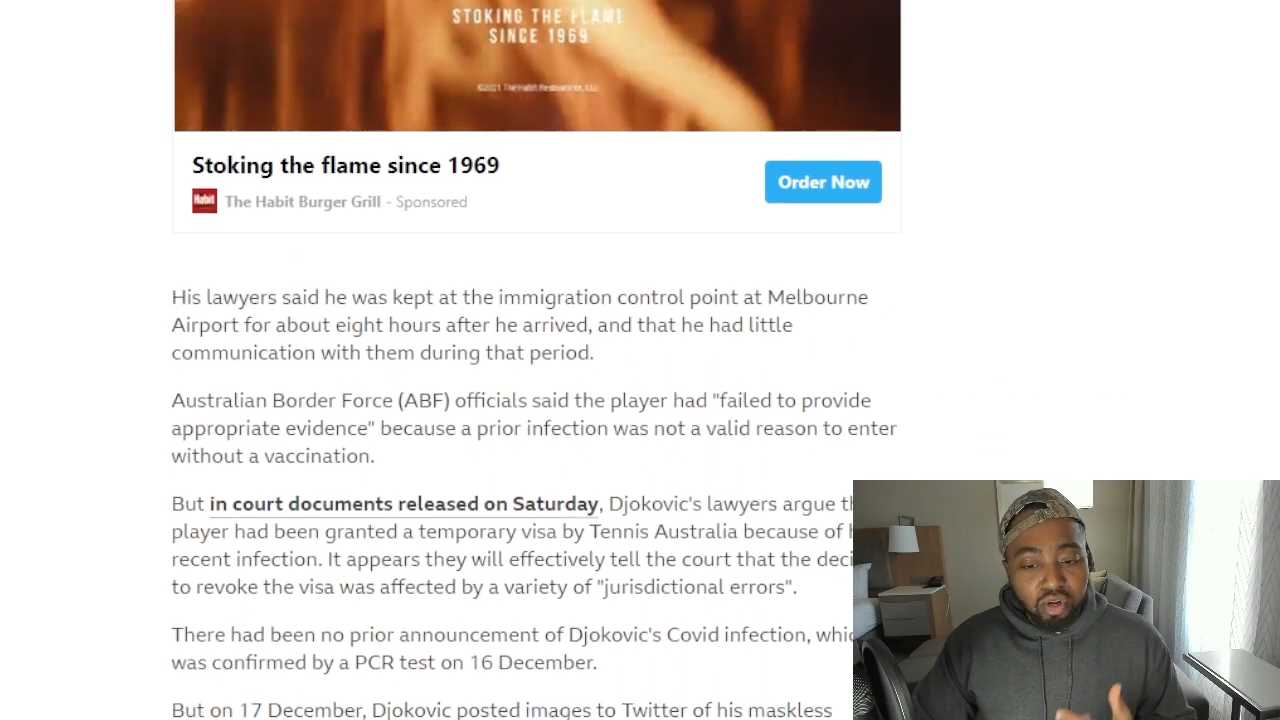 STOKING THE FLAME
SINCE 1969
Stoking the flame since 1969
Order Now
Habit
The Habit Burger Grill - Sponsored
His lawyers said he was kept at the immigration control point at Melbourne
Airport for about eight hours after he arrived, and that he had little
communication with them during that period.
Australian Border Force (ABF) officials said the player had "failed to provide
appropriate evidence" because a prior infection was not a valid reason to enter
without a vaccination.
But in court documents released on Saturday, Djokovic's lawyers argue
player had been granted a temporary visa by Tennis Australia because of
recent infection. It appears they will effectively tell the court that the
to revoke the visa was affected by a variety of "jurisdictional errors".
There had been no prior announcement of Djokovic's Covid infection,
was confirmed by a PCR test on 16 December.
But on 17 December, Djokovic posted images to Twitter of his maskless